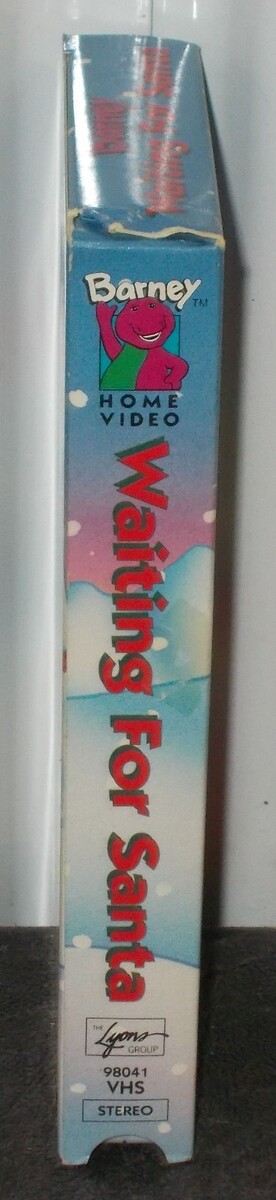 Barney TM
HOME
VIDEO
Waiting For Santa
THE
Lyons
GROUP
98041
VHS
STEREO